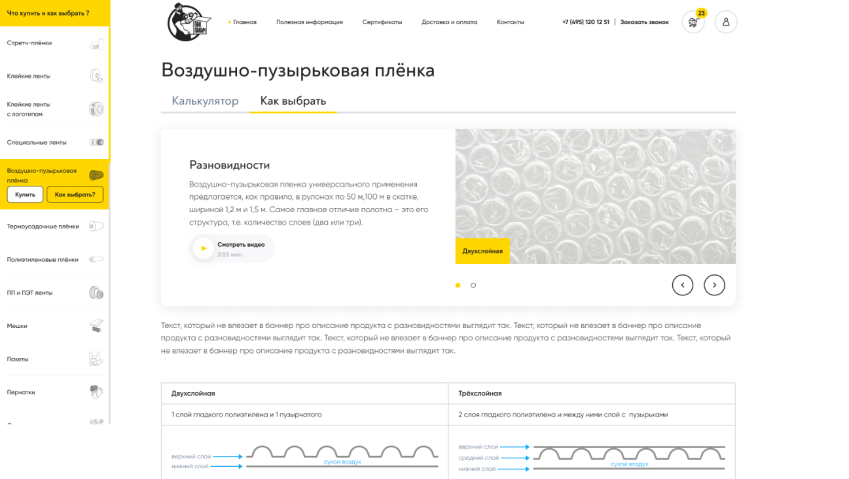 Что купить и как выбрать ?
Стретч-плёнки
Клейкие ленты
Клейкие ленты
с логотипом
Специальные ленты
Воздушно-пузырьковая
плёнка
Купить
Как выбрать?
Термоусадочные плёнки
Полиэтиленовые плёнки
ПП и ПЭТ ленты
Мешки
Пакеты
Перчатки
Главная
Полезная информация
Сертификаты
Доставка и оплата
Контакты
+7 (495) 120 12 51 | Заказать звонок
23
Воздушно-пузырьковая плёнка
Калькулятор
Как выбрать
Разновидности
Воздушно-пузырьковая пленка универсального применения
предлагается, как правило, в рулонах по 50 м,100 м в скатке,
шириной 1,2 м и 1,5 м. Самое главное отличие полотна – это его
структура, т.е. количество слоев (два или три).
Смотреть видео
3:55 мин
Двухслойная
Текст, который не влезает в баннер про описание продукта с разновидностями выглядит так. Текст, который не влезает в баннер про описание
продукта с разновидностями выглядит так. Текст, который не влезает в баннер про описание продукта с разновидностями выглядит так. Текст, который
не влезает в баннер про описание продукта с разновидностями выглядит так.
Двухслойная
Трёхслойная
1 слой гладкого полиэтилена и 1 пузырчатого
2 слоя гладкого полиэтилена и между ними слой с пузырьками
верхний слой
нижний слой
сухой воздух
верхний слой
средний слой
нижний слой
сухой воздух